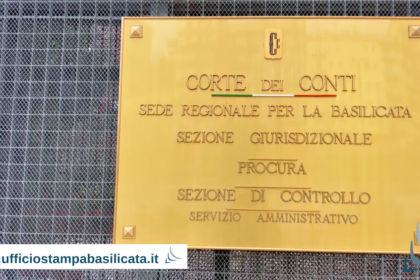 CORTE DEI CONTI
SEDE REGIONALE PER LA BASILICATA
SEZIONE GIURISDIZIONALE
PROCURA
SEZIONE DI CONTROLLO
SERVIZIO AMMINISTRATIVO
.ufficiostampabasilicata.it